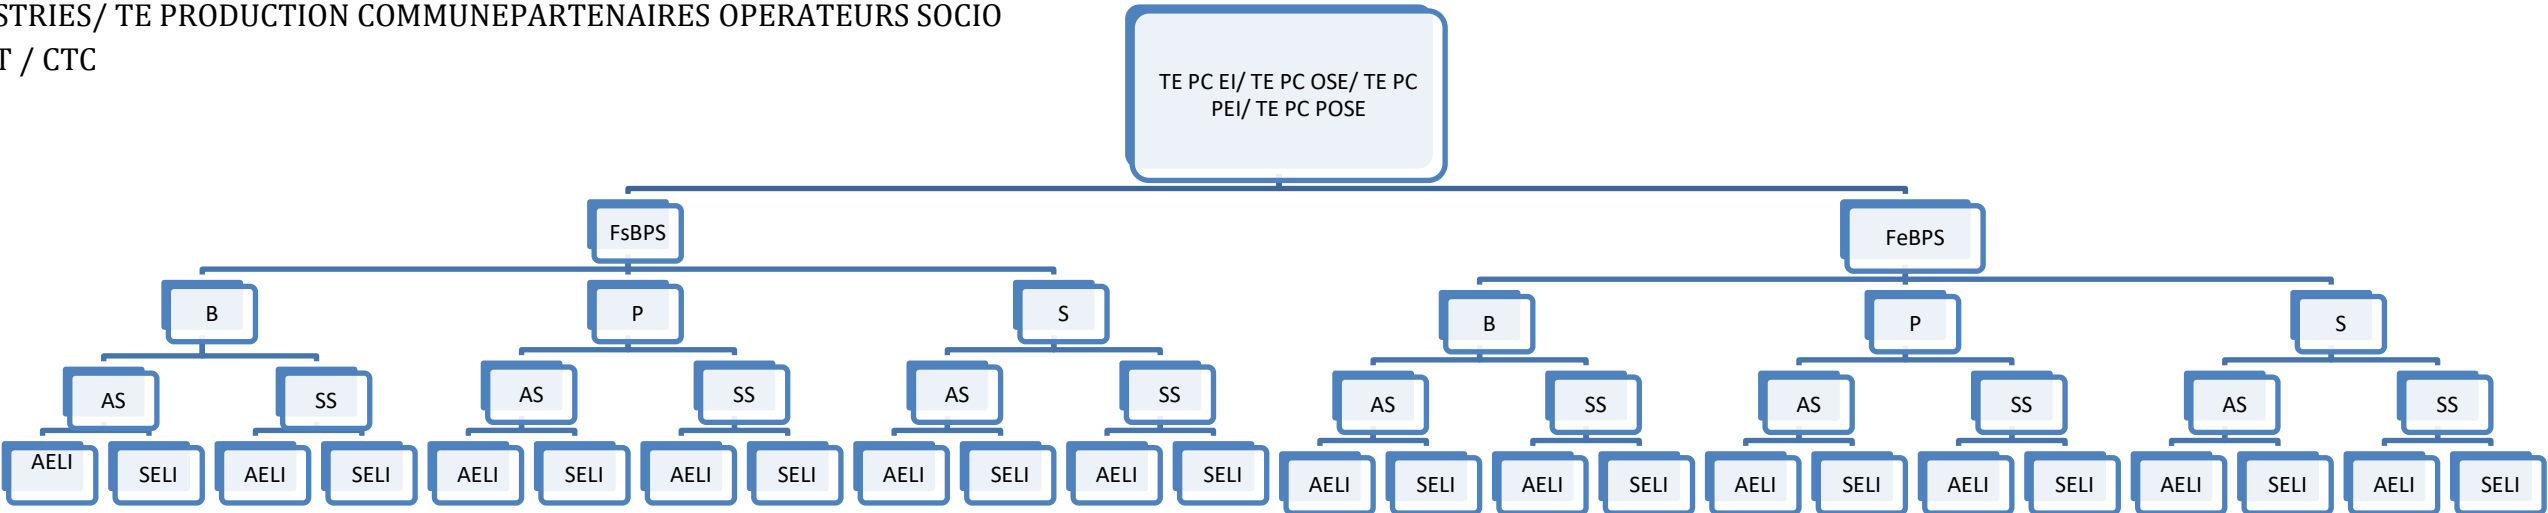 STRIES/ TE PRODUCTION COMMUNEPARTENAIRES OPERATEURS SOCIO
T / CTC
TE PC EI/ TE PC OSE/ TE PC
PEI/ TE PC POSE
FsBPS
FeBPS
B
P
S
B
P
S
AS
SS
AS
SS
AS
SS
AS
SS
AS
SS
AS
SS
AELI
SELI
AELI
SELI
AELI
SELI
AELI
SELI
AELI
SELI
AELI
SELI
AELI
SELI
AELI
SELI
AELI
SELI
AELI
SELI
AELI
SELI
AELI
SELI